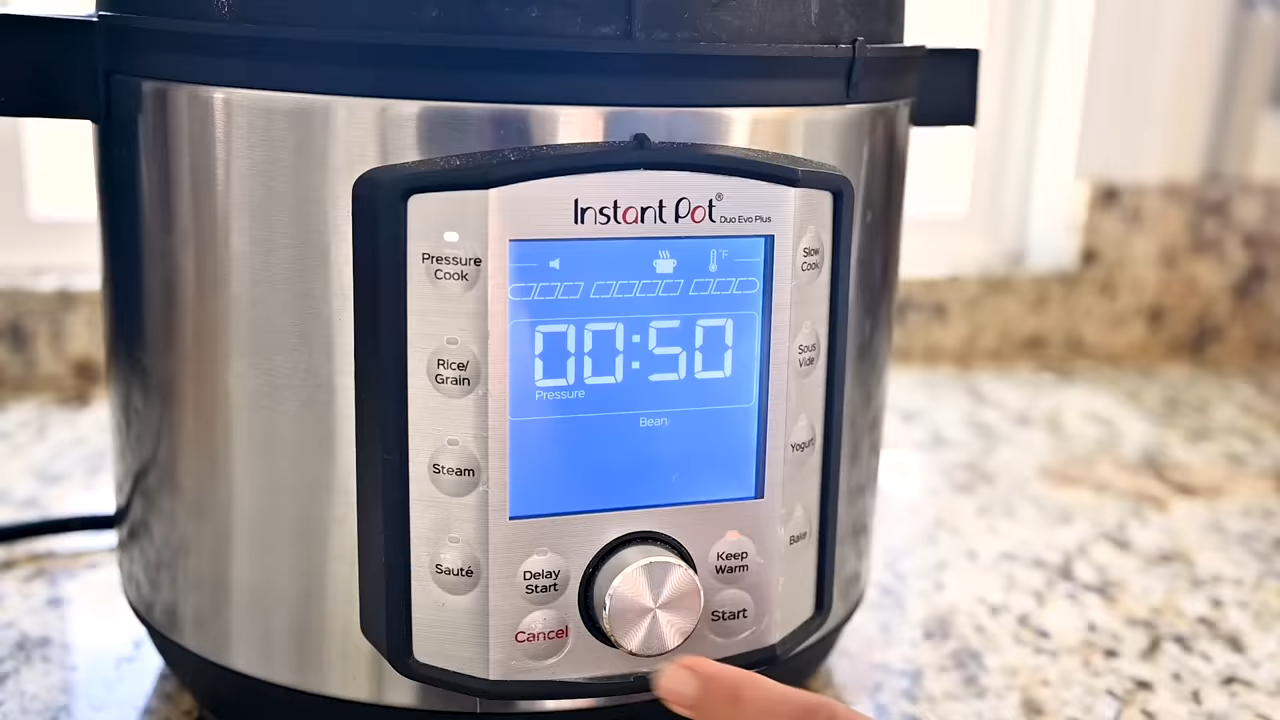 Instant Pot®
Duo Evo Plus
Pressure
Cook
Rice/
Grain
Steam
Sauté
°F
00:50
Pressure
Bean
Slow
Cook
Sous
Vide
Yogurt
Bake
Delay
Start
Cancel
Keep
Warm
Start